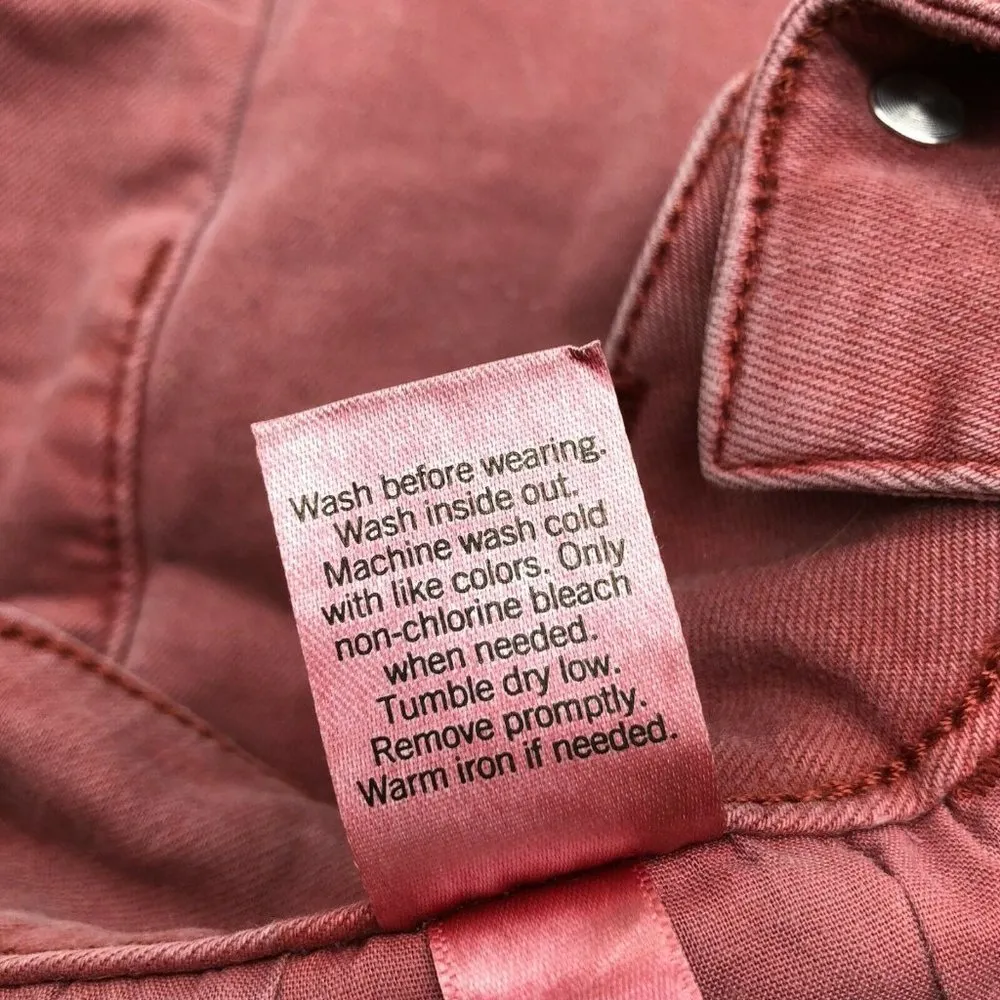 Wash before wearing.
Wash inside out.
Machine wash cold
with like colors. Only
non-chlorine bleach
when needed.
Tumble dry low.
Remove promptly.
Warm iron if needed.